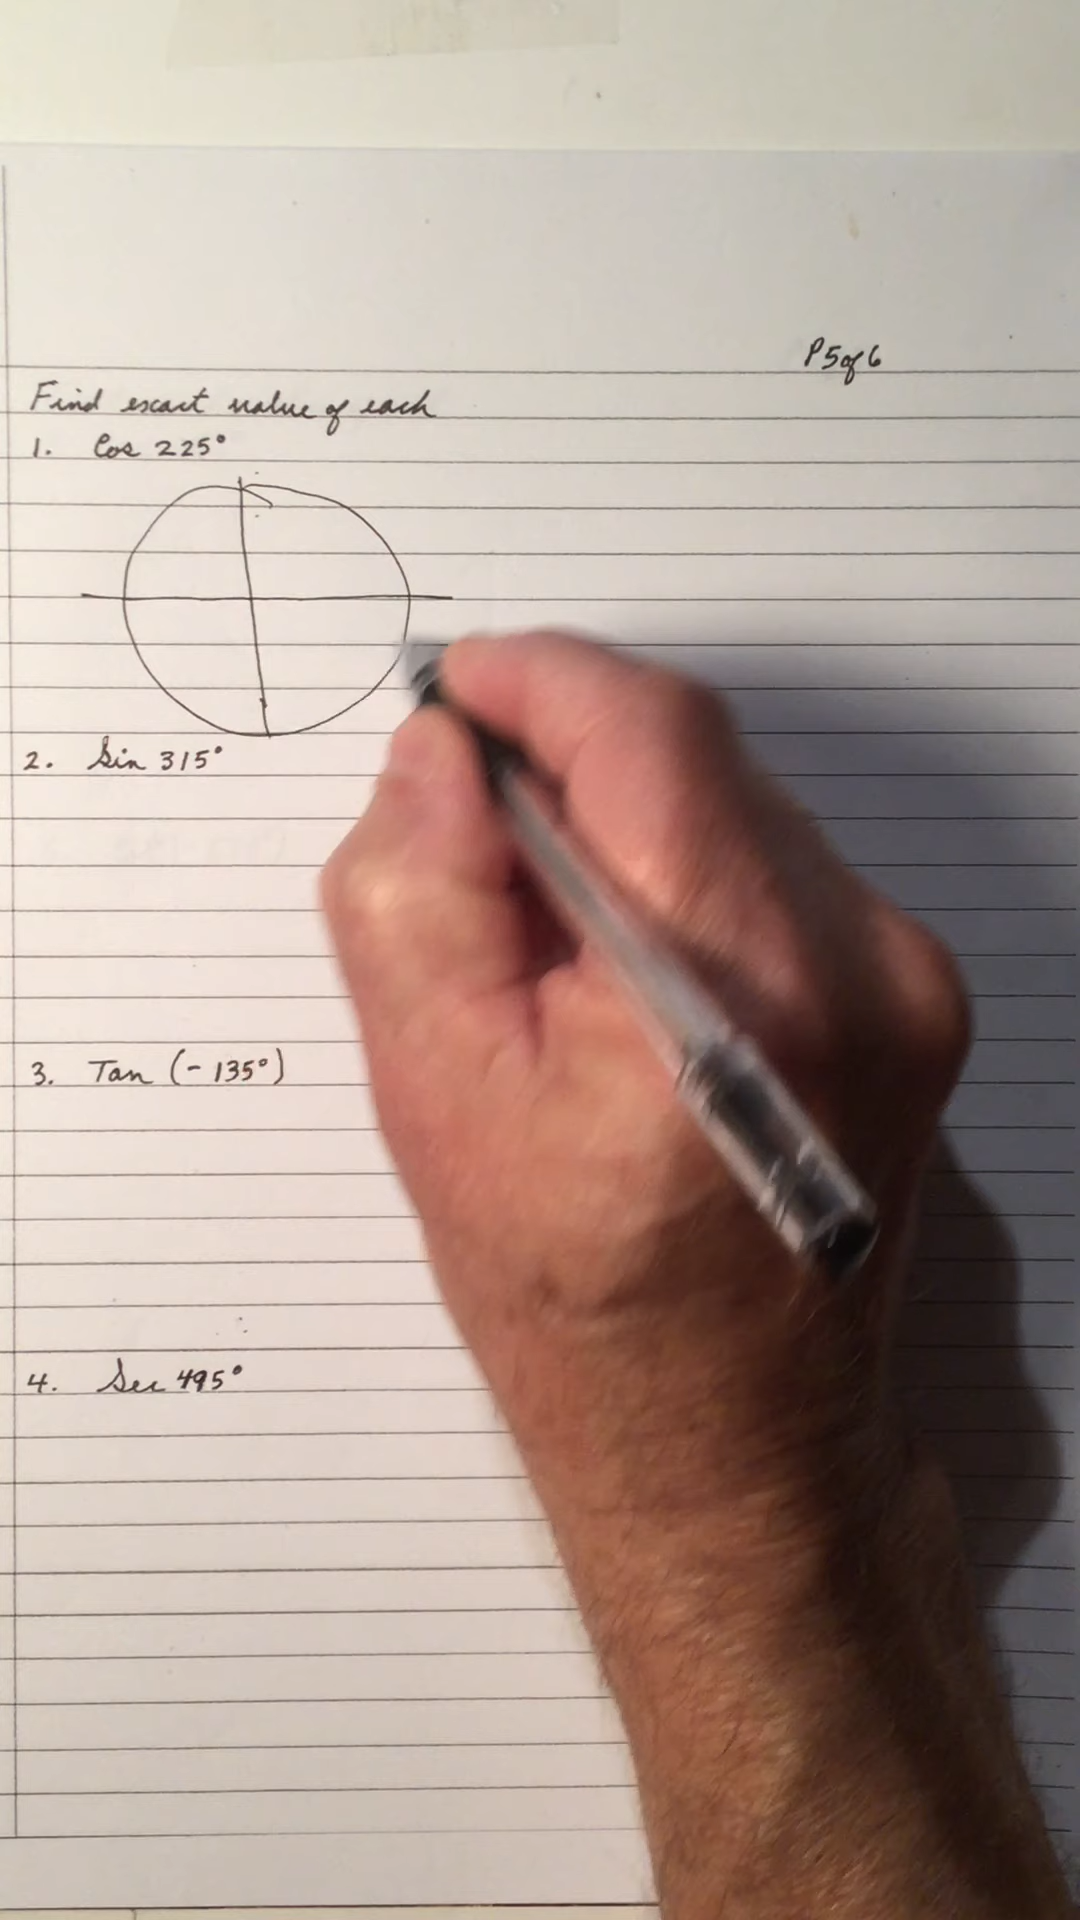 P 5 of 6
Find exact value of each
1. Cos 225°
2. Sin 315°
3. Tan (-135°)
4. Sec 495°